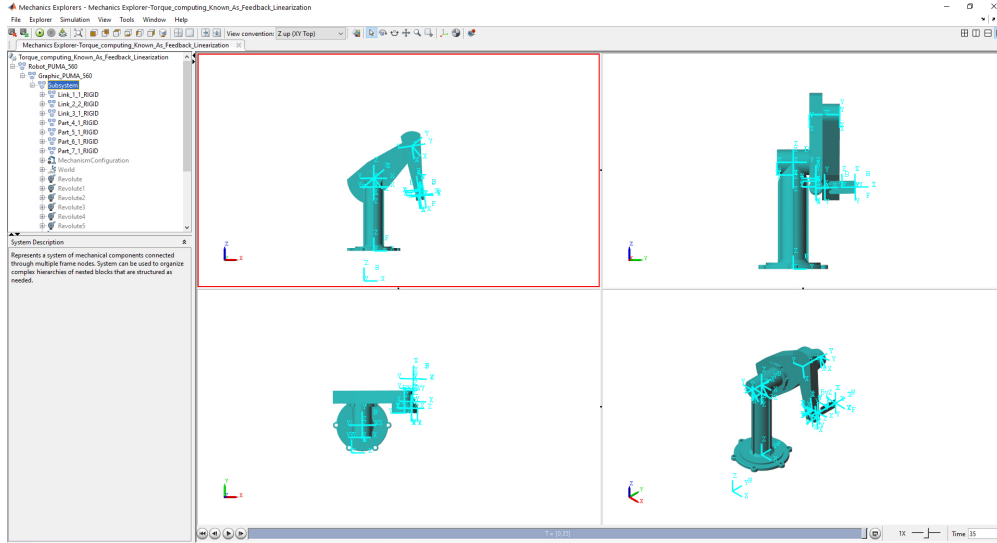 Mechanics Explorers - Mechanics Explorer-Torque_computing_Known_As_Feedback_Linearization
File Explorer Simulation View Tools Window Help
View convention: Z up (XY Top)
Mechanics Explorer-Torque_computing_Known_As_Feedback_Linearization
Torque_computing_Known_As_Feedback_Linearization
Robot_PUMA_560
Graphic_PUMA_560
Subsystem
Link_1_1_RIGID
Link_2_2_RIGID
Link_3_1_RIGID
Part_4_1_RIGID
Part_5_1_RIGID
Part_6_1_RIGID
Part_7_1_RIGID
MechanismConfiguration
World
Revolute
Revolute1
Revolute2
Revolute3
Revolute4
Revolute5
System Description
Represents a system of mechanical components connected
through multiple frame nodes. System can be used to organize
complex hierarchies of nested blocks that are structured as
needed.
Z
X
Z
Y
Y
X
Z
Y
X
T = [0,35]
1X
Time 35